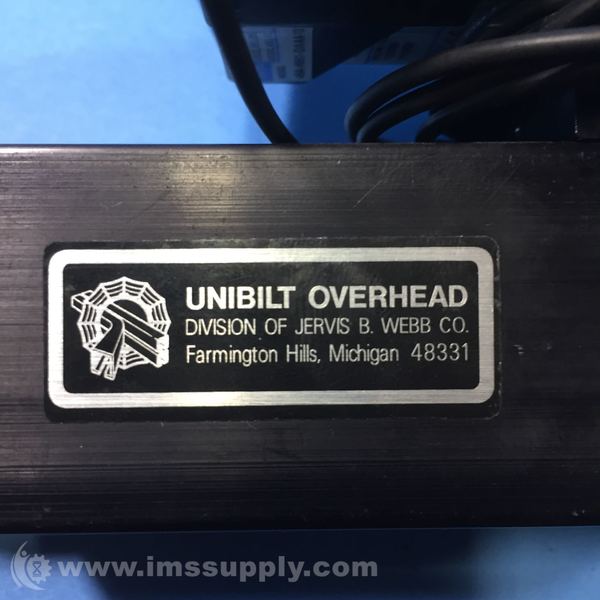 UNIBILT OVERHEAD
DIVISION OF JERVIS B. WEBB CO.
Farmington Hills, Michigan 48331
www.imssupply.com